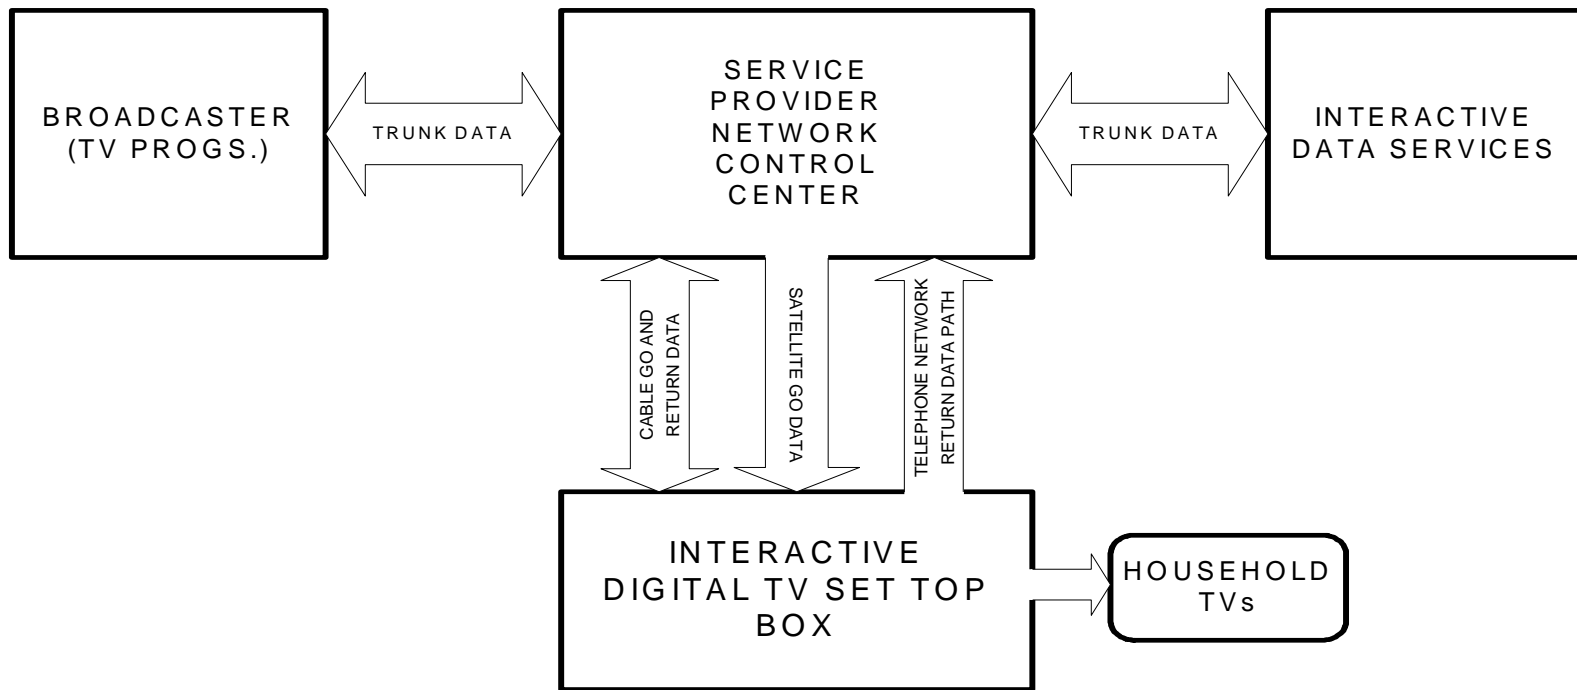 BROADCASTER
(TV PROGS.)
TRUNK DATA
SERVICE
PROVIDER
NETWORK
CONTROL
CENTER
TRUNK DATA
INTERACTIVE
DATA SERVICES
CABLE GO AND
RETURN DATA
SATELLITE GO DATA
TELEPHONE NETWORK
RETURN DATA PATH
INTERACTIVE
DIGITAL TV SET TOP
BOX
HOUSEHOLD
TVs